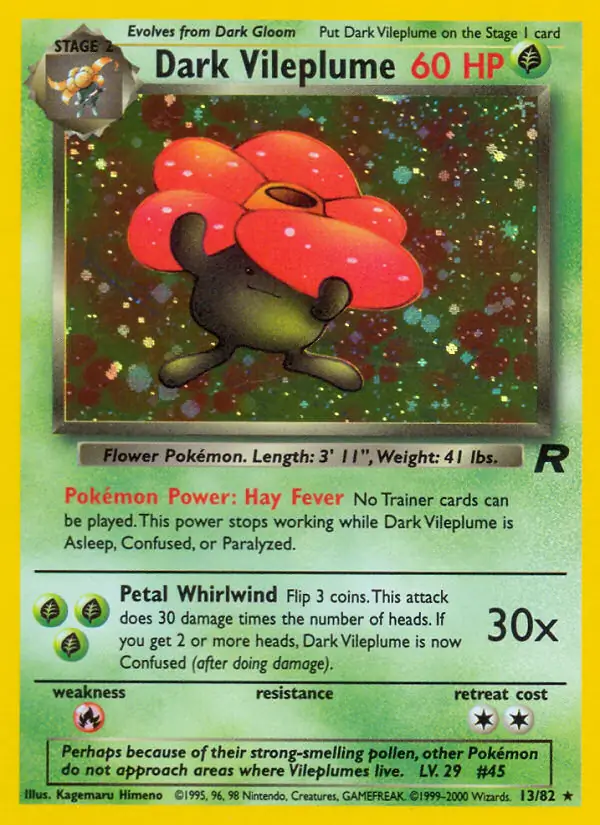 Evolves from Dark Gloom Put Dark Vileplume on the Stage 1 card
STAGE 2
Dark Vileplume 60 HP
Flower Pokémon. Length: 3' 11", Weight: 41 lbs.
R
Pokémon Power: Hay Fever No Trainer cards can
be played. This power stops working while Dark Vileplume is
Asleep, Confused, or Paralyzed.
Petal Whirlwind Flip 3 coins. This attack
does 30 damage times the number of heads. If
you get 2 or more heads, Dark Vileplume is now
Confused (after doing damage).
30x
weakness resistance retreat cost
Perhaps because of their strong-smelling pollen, other Pokémon
do not approach areas where Vileplumes live. LV. 29 #45
Illus. Kagemaru Himeno ©1995, 96, 98 Nintendo, Creatures, GAMEFREAK. ©1999-2000 Wizards. 13/82 ★